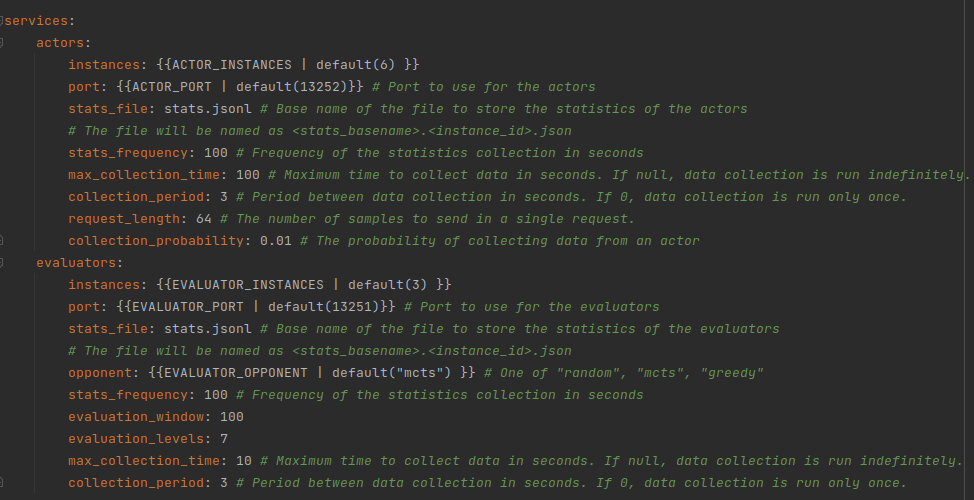 services:
    actors:
        instances: {{ACTOR_INSTANCES | default(6) }}
        port: {{ACTOR_PORT | default(13252)}} # Port to use for the actors
        stats_file: stats.jsonl # Base name of the file to store the statistics of the actors
        # The file will be named as <stats_basename>.<instance_id>.json
        stats_frequency: 100 # Frequency of the statistics collection in seconds
        max_collection_time: 100 # Maximum time to collect data in seconds. If null, data collection is run indefinitely.
        collection_period: 3 # Period between data collection in seconds. If 0, data collection is run only once.
        request_length: 64 # The number of samples to send in a single request.
        collection_probability: 0.01 # The probability of collecting data from an actor
    evaluators:
        instances: {{EVALUATOR_INSTANCES | default(3) }}
        port: {{EVALUATOR_PORT | default(13251)}} # Port to use for the evaluators
        stats_file: stats.jsonl # Base name of the file to store the statistics of the evaluators
        # The file will be named as <stats_basename>.<instance_id>.json
        opponent: {{EVALUATOR_OPPONENT | default("mcts") }} # One of "random", "mcts", "greedy"
        stats_frequency: 100 # Frequency of the statistics collection in seconds
        evaluation_window: 100
        evaluation_levels: 7
        max_collection_time: 10 # Maximum time to collect data in seconds. If null, data collection is run indefinitely.
        collection_period: 3 # Period between data collection in seconds. If 0, data collection is run only once.